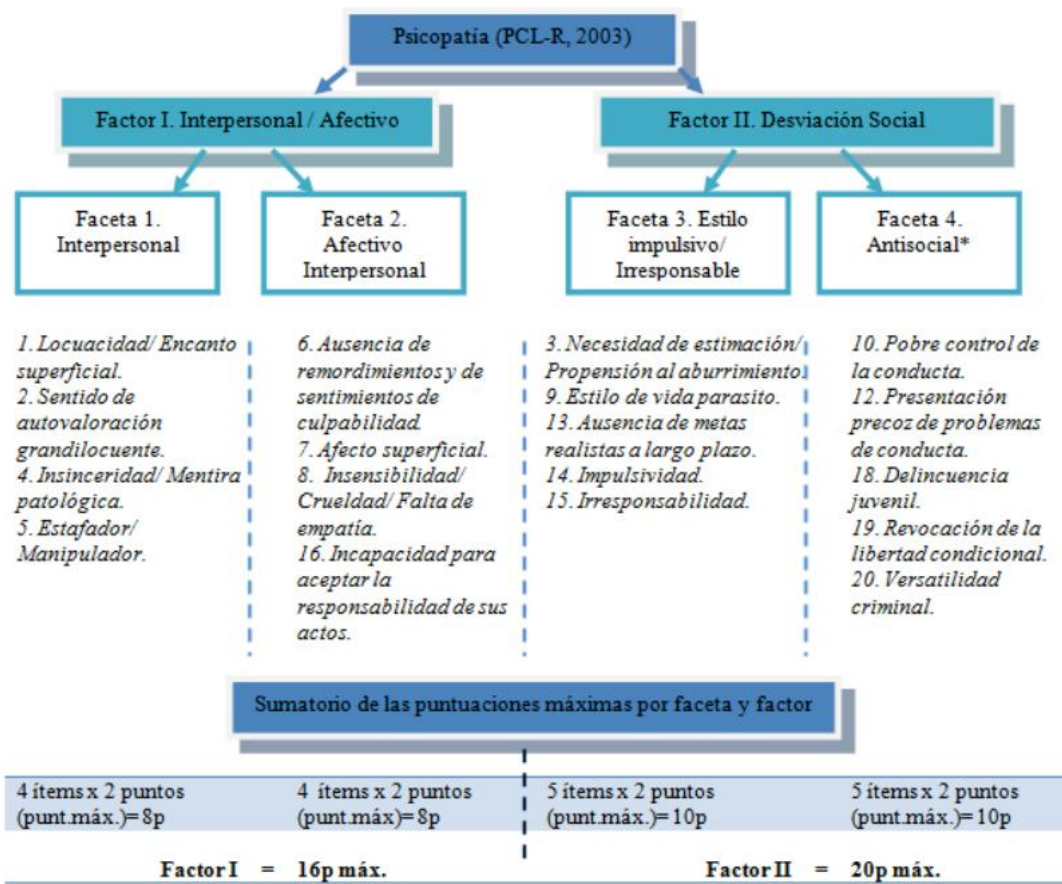 Psicopatía (PCL-R, 2003)
Factor I. Interpersonal / Afectivo
Factor II. Desviación Social
Faceta 1.
Interpersonal
Faceta 2.
Afectivo
Interpersonal
Faceta 3. Estilo
impulsivo/
Irresponsable
Faceta 4.
Antisocial*
1. Locuacidad/ Encanto
superficial.
2. Sentido de
autovaloración
grandilocuente.
4. Insinceridad/ Mentira
patológica.
5. Estafador/
Manipulador.
6. Ausencia de
remordimientos y de
sentimientos de
culpabilidad.
7. Afecto superficial.
8. Insensibilidad/
Crueldad/ Falta de
empatía.
16. Incapacidad para
aceptar la
responsabilidad de sus
actos.
3. Necesidad de estimación/
Propensión al aburrimiento.
9. Estilo de vida parasito.
13. Ausencia de metas
realistas a largo plazo.
14. Impulsividad.
15. Irresponsabilidad.
10. Pobre control de
la conducta.
12. Presentación
precoz de problemas
de conducta.
18. Delincuencia
juvenil.
19. Revocación de la
libertad condicional.
20. Versatilidad
criminal.
Sumatorio de las puntuaciones máximas por faceta y factor
4 ítems x 2 puntos
(punt.máx.)=8p
4 ítems x 2 puntos
(punt.máx)=8p
5 ítems x 2 puntos
(punt.máx.)=10p
5 ítems x 2 puntos
(punt.máx.)=10p
Factor I = 16p máx.
Factor II = 20p máx.